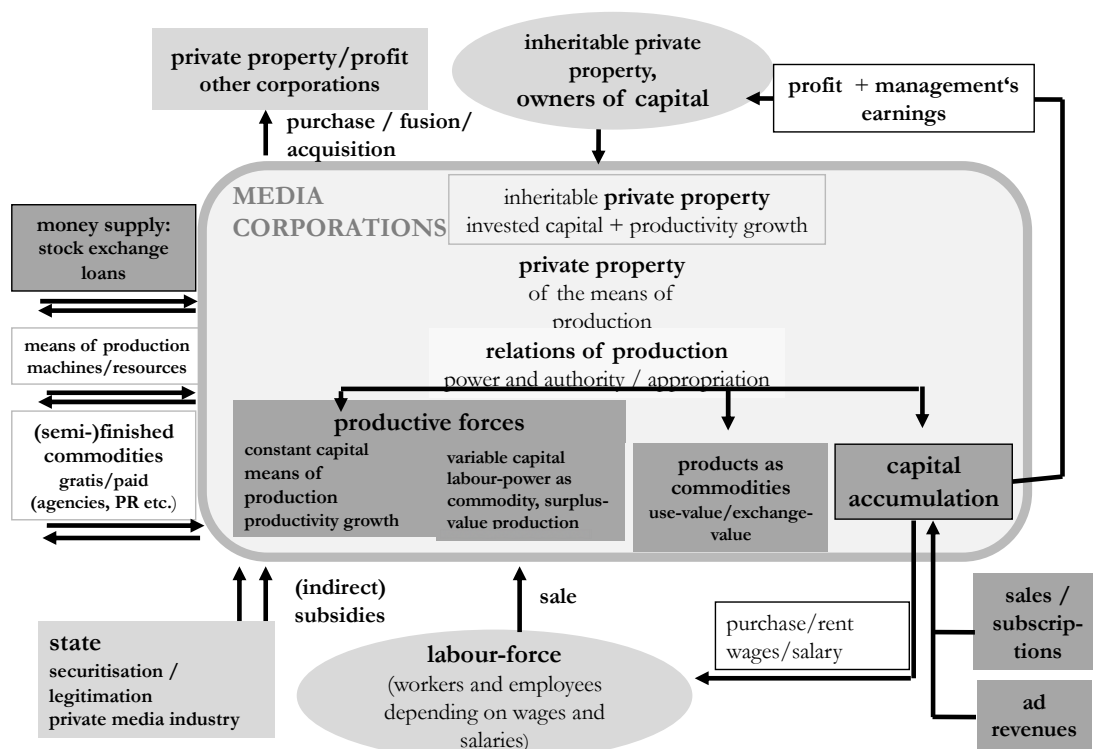 private property/profit
other corporations
inheritable private
property,
owners of capital
profit + management‘s
earnings
purchase / fusion/
acquisition
MEDIA
CORPORATIONS
inheritable private property
invested capital + productivity growth
money supply:
stock exchange
loans
private property
of the means of
production
means of production
machines/resources
relations of production
power and authority / appropriation
(semi-)finished
commodities
gratis/paid
(agencies, PR etc.)
productive forces
constant capital
means of
production
productivity growth
variable capital
labour-power as
commodity, surplus-
value production
products as
commodities
use-value/exchange-
value
capital
accumulation
(indirect)
subsidies
sale
sales /
subscrip-
tions
purchase/rent
wages/salary
state
securitisation /
legitimation
private media industry
labour-force
(workers and employees
depending on wages and
salaries)
ad
revenues